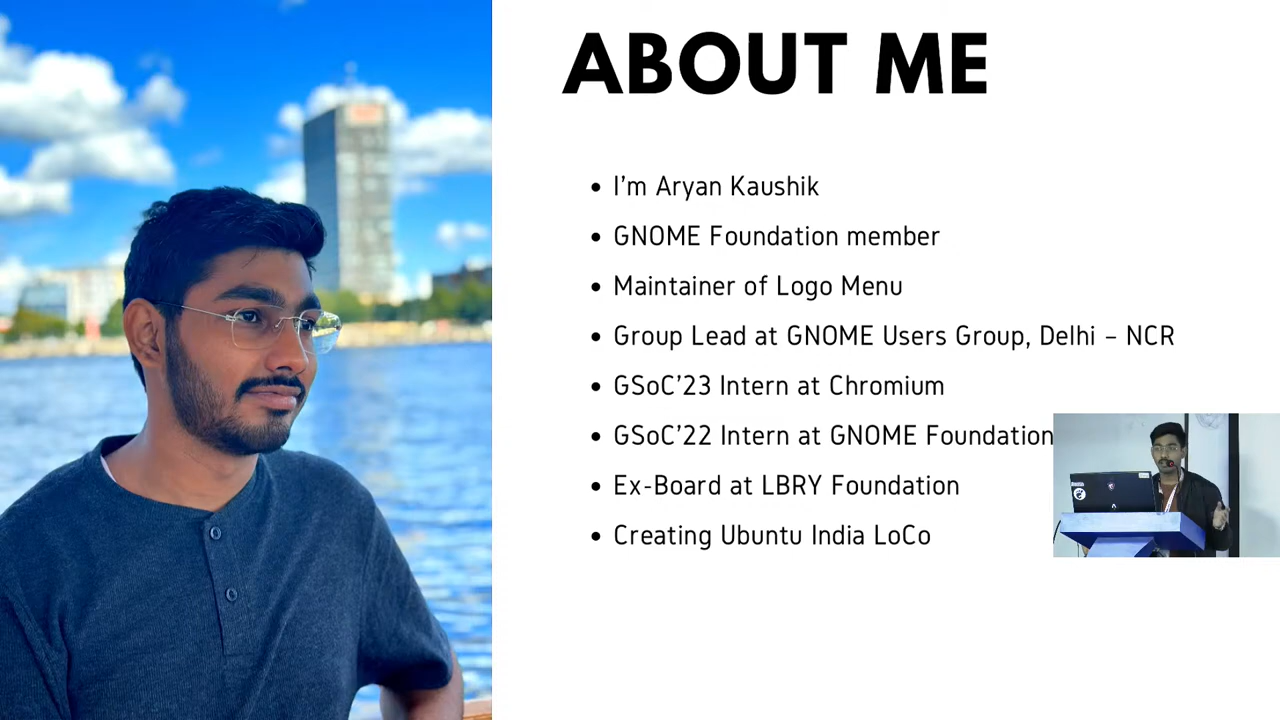 ABOUT ME
• I'm Aryan Kaushik
• GNOME Foundation member
• Maintainer of Logo Menu
• Group Lead at GNOME Users Group, Delhi – NCR
• GSoC'23 Intern at Chromium
• GSoC'22 Intern at GNOME Foundation
• Ex-Board at LBRY Foundation
• Creating Ubuntu India LoCo